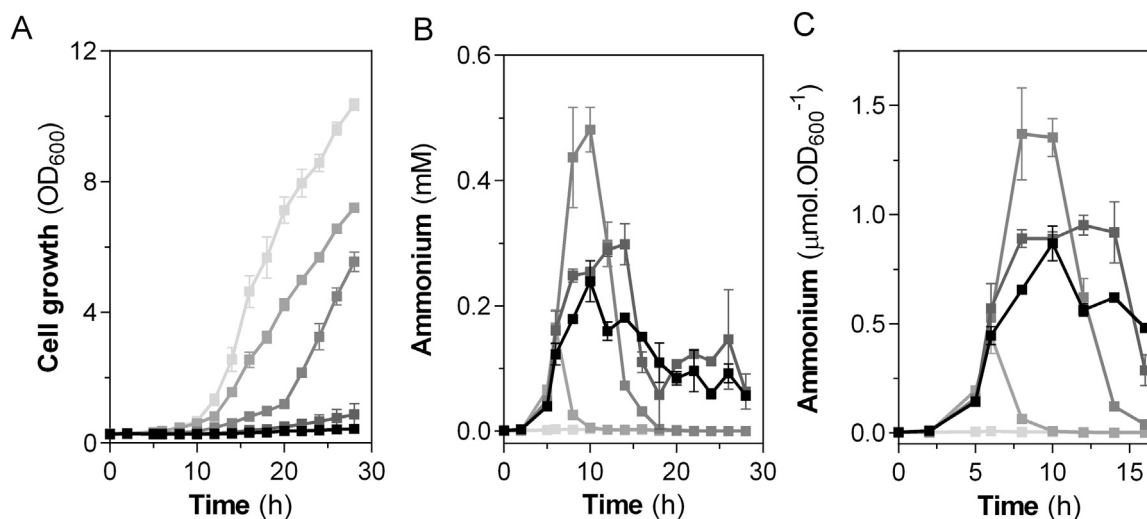 A
Cell growth (OD600)
12
8
4
0
0 10 20 30
Time (h)
B
Ammonium (mM)
0.6
0.4
0.2
0.0
0 10 20 30
Time (h)
C
Ammonium (μmol.OD600-1)
1.5
1.0
0.5
0.0
0 5 10 15
Time (h)